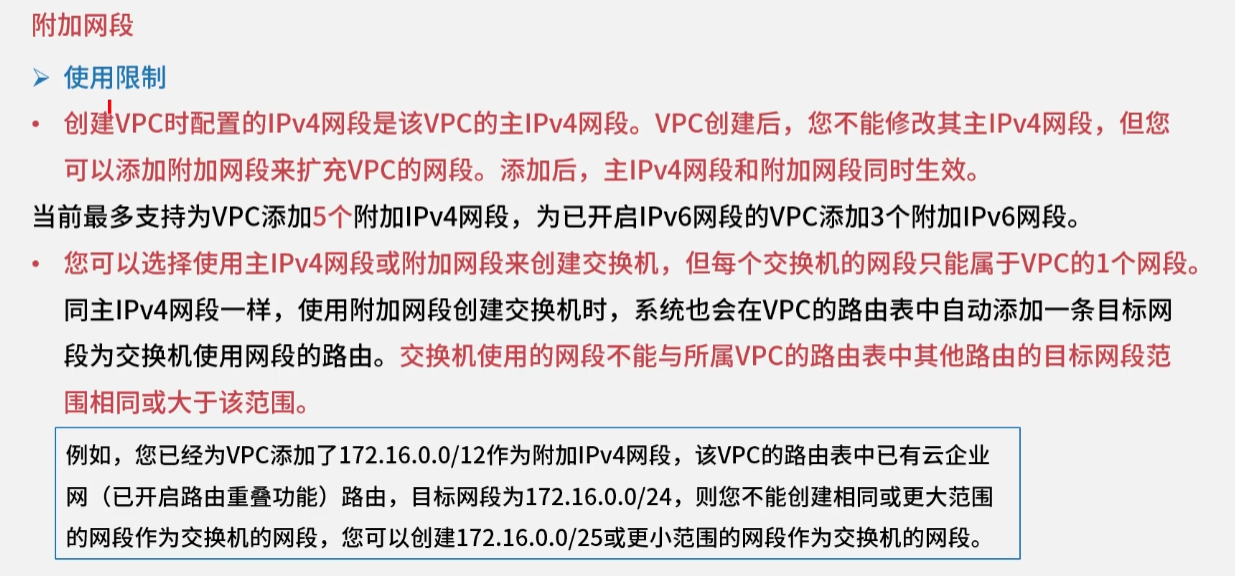 附加网段
➢ 使用限制
• 创建VPC时配置的IPv4网段是该VPC的主IPv4网段。VPC创建后，您不能修改其主IPv4网段，但您
可以添加附加网段来扩充VPC的网段。添加后，主IPv4网段和附加网段同时生效。
当前最多支持为VPC添加5个附加IPv4网段，为已开启IPv6网段的VPC添加3个附加IPv6网段。
• 您可以选择使用主IPv4网段或附加网段来创建交换机，但每个交换机的网段只能属于VPC的1个网段。
同主IPv4网段一样，使用附加网段创建交换机时，系统也会在VPC的路由表中自动添加一条目标网
段为交换机使用网段的路由。交换机使用的网段不能与所属VPC的路由表中其他路由的目标网段范
围相同或大于该范围。
例如，您已经为VPC添加了172.16.0.0/12作为附加IPv4网段，该VPC的路由表中已有云企业
网（已开启路由重叠功能）路由，目标网段为172.16.0.0/24，则您不能创建相同或更大范围
的网段作为交换机的网段，您可以创建172.16.0.0/25或更小范围的网段作为交换机的网段。